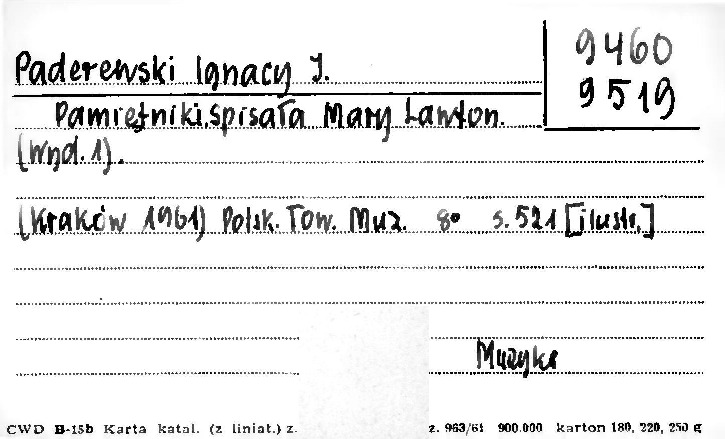 9460
9519
Paderewski Ignacy J.
Pamiętniki. Spisała Mary Lawton.
(Wyd. 1).
(Kraków 1961) Polsk. Tow. Muz. 8° s. 521 [ilustr.]
Muzyka
CWD B-15b Karta katal. (z liniat.) z. z. 963/61 900.000 karton 180, 220, 250 g